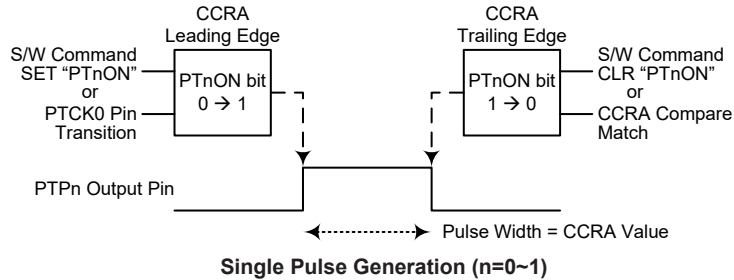 CCRA
Leading Edge
S/W Command
SET “PTnON”
or
PTCK0 Pin
Transition
PTnON bit
0 → 1
CCRA
Trailing Edge
PTnON bit
1 → 0
S/W Command
CLR “PTnON”
or
CCRA Compare
Match
PTPn Output Pin
Pulse Width = CCRA Value
Single Pulse Generation (n=0~1)